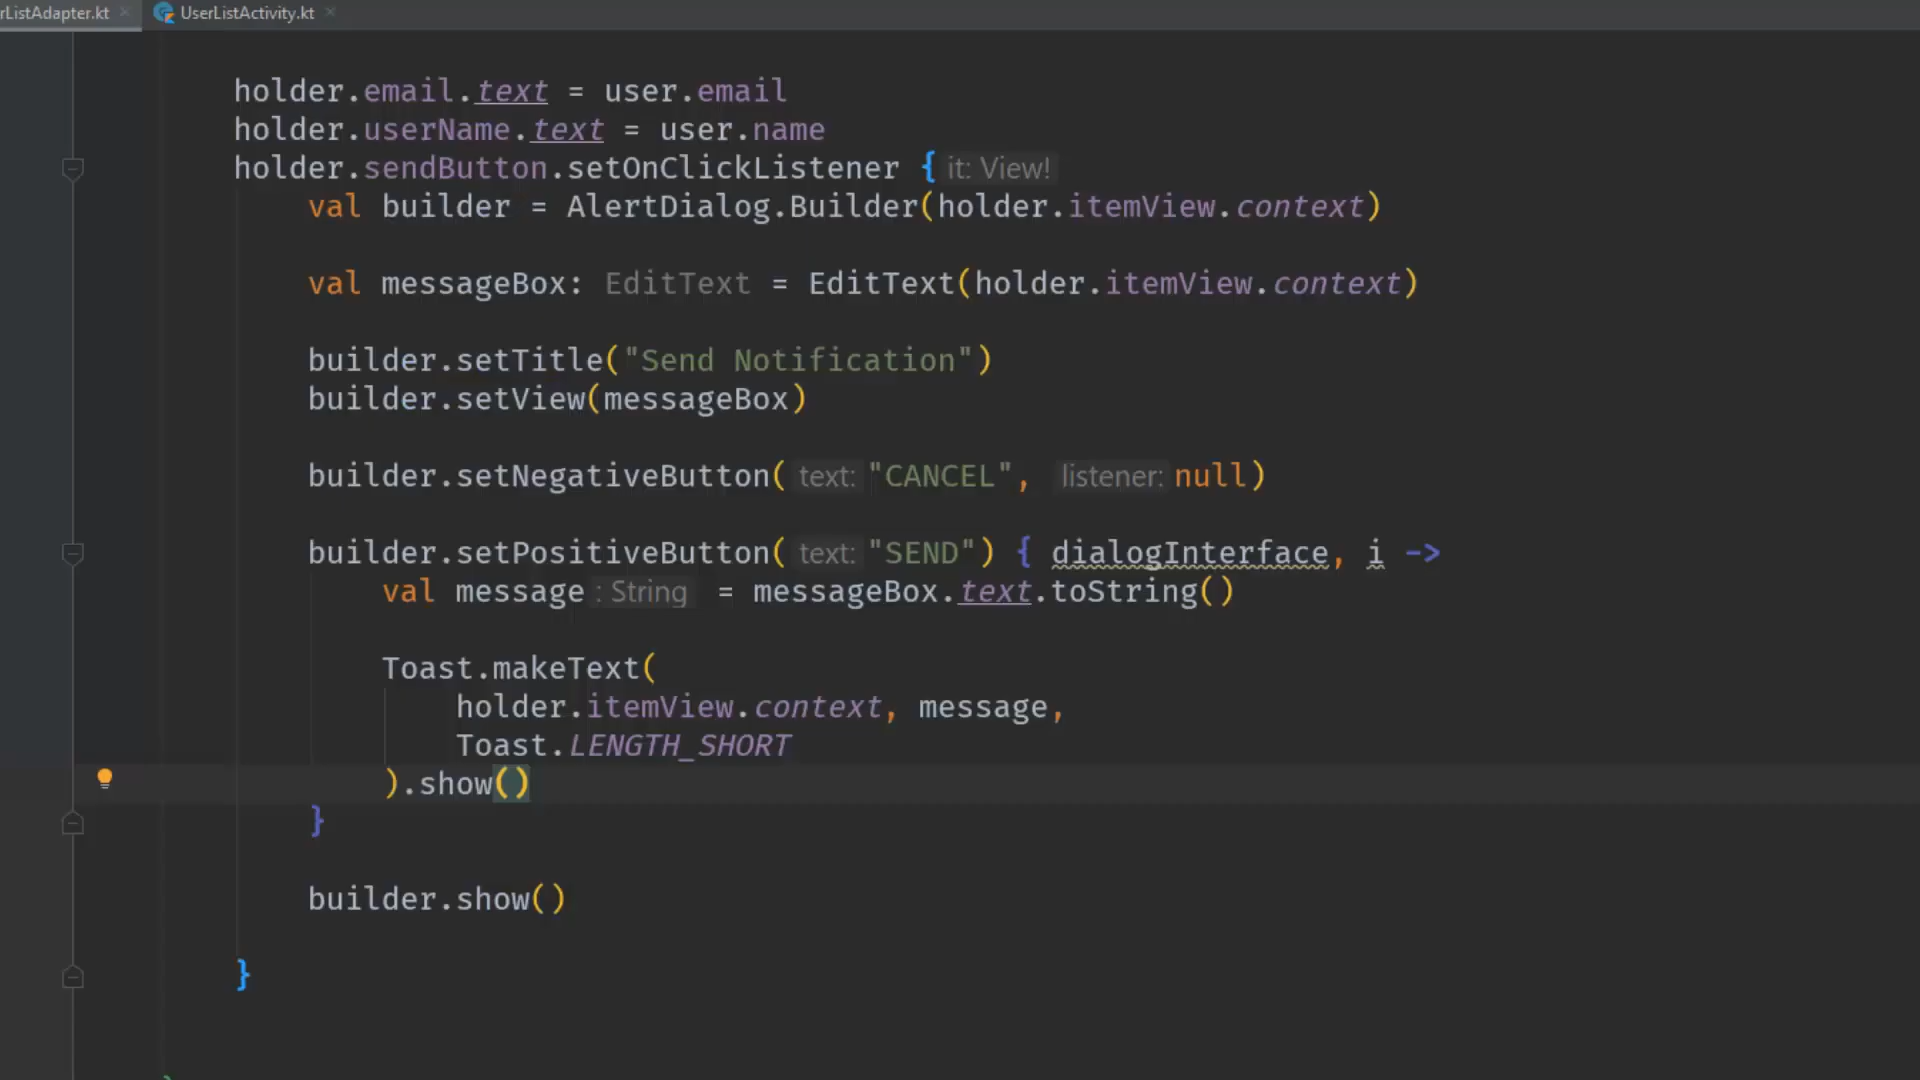 rListAdapter.kt × UserListActivity.kt ×
holder.email.text = user.email
holder.userName.text = user.name
holder.sendButton.setOnClickListener { it: View!
val builder = AlertDialog.Builder(holder.itemView.context)
val messageBox: EditText = EditText(holder.itemView.context)
builder.setTitle("Send Notification")
builder.setView(messageBox)
builder.setNegativeButton( text: "CANCEL", listener: null)
builder.setPositiveButton( text: "SEND") { dialogInterface, i ->
val message : String = messageBox.text.toString()
Toast.makeText(
holder.itemView.context, message,
Toast.LENGTH_SHORT
).show()
}
builder.show()
}